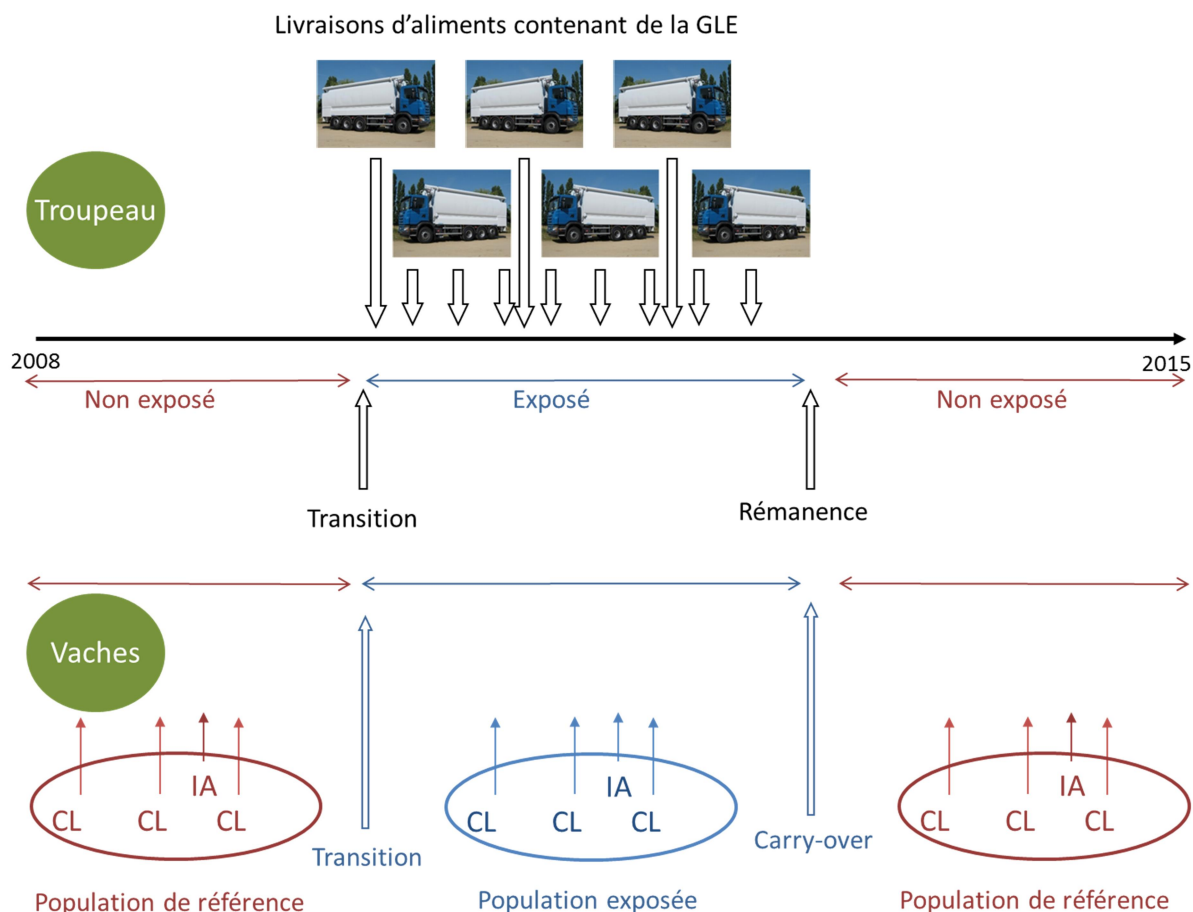 Livraisons d'aliments contenant de la GLE
Troupeau
2008
2015
Non exposé
Exposé
Non exposé
Transition
Rémanence
Vaches
IA
IA
IA
CL
CL
CL
CL
CL
CL
CL
CL
CL
Transition
Carry-over
Population de référence
Population exposée
Population de référence